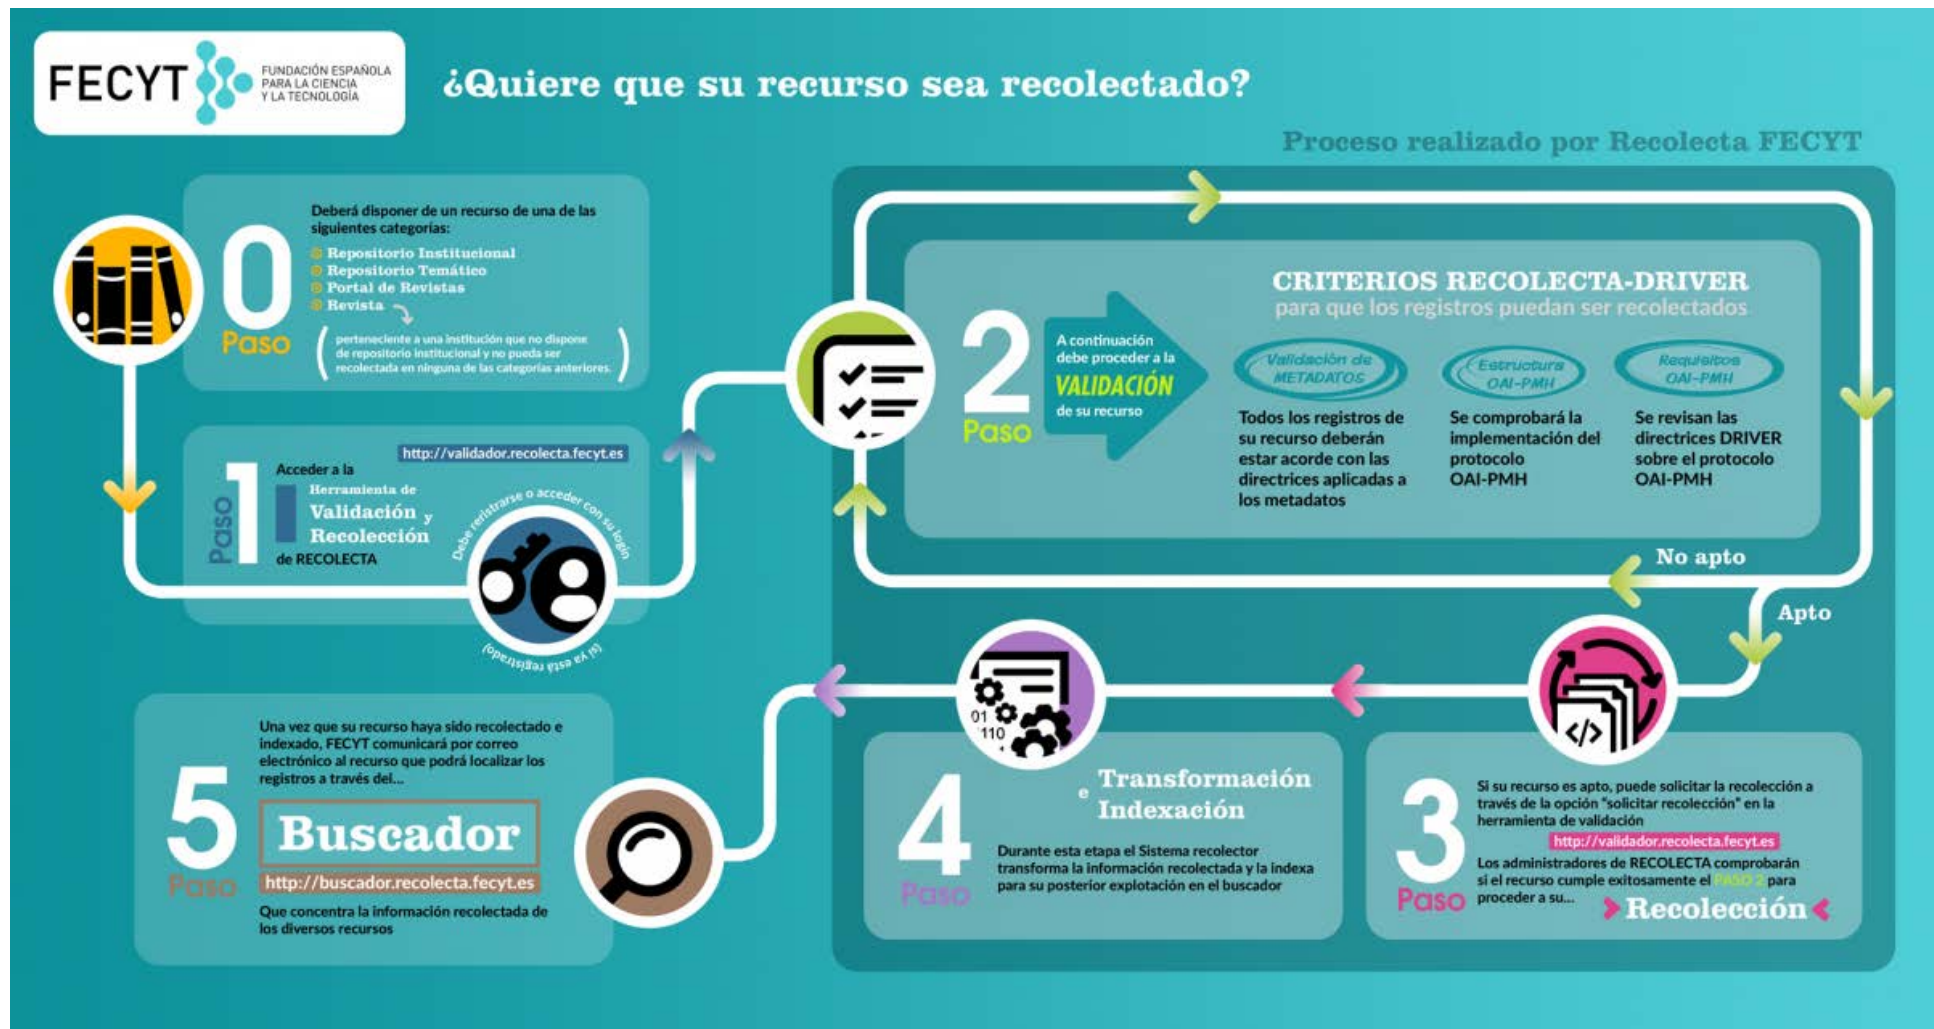 FECYT
FUNDACIÓN ESPAÑOLA
PARA LA CIENCIA
Y LA TECNOLOGÍA
¿Quiere que su recurso sea recolectado?
Proceso realizado por Recolecta FECYT
0
Paso
Deberá disponer de un recurso de una de las
siguientes categorías:
Repositorio Institucional
Repositorio Temático
Portal de Revistas
Revista
perteneciente a una institución que no dispone
de repositorio institucional y no pueda ser
recolectada en ninguna de las categorías anteriores.
Paso
1
http://validador.recolecta.fecyt.es
Acceder a la
Herramienta de
Validación y
Recolección
de RECOLECTA
Debe reristrarse o acceder con su login
(si ya está registrado)
2
Paso
A continuación
debe proceder a la
VALIDACIÓN
de su recurso
CRITERIOS RECOLECTA-DRIVER
para que los registros puedan ser recolectados
Validación de
METADATOS
Todos los registros de
su recurso deberán
estar acorde con las
directrices aplicadas a
los metadatos
Estructura
OAI-PMH
Se comprobará la
implementación del
protocolo
OAI-PMH
Requisitos
OAI-PMH
Se revisan las
directrices DRIVER
sobre el protocolo
OAI-PMH
No apto
Apto
3
Paso
Si su recurso es apto, puede solicitar la recolección a
través de la opción "solicitar recolección" en la
herramienta de validación
http://validador.recolecta.fecyt.es
Los administradores de RECOLECTA comprobarán
si el recurso cumple exitosamente el PASO 2 para
proceder a su...
Recolección
</>
4
Paso
01
110
Transformación
e
Indexación
Durante esta etapa el Sistema recolector
transforma la información recolectada y la indexa
para su posterior explotación en el buscador
5
Paso
Una vez que su recurso haya sido recolectado e
indexado, FECYT comunicará por correo
electrónico al recurso que podrá localizar los
registros a través del...
Buscador
http://buscador.recolecta.fecyt.es
Que concentra la información recolectada de
los diversos recursos